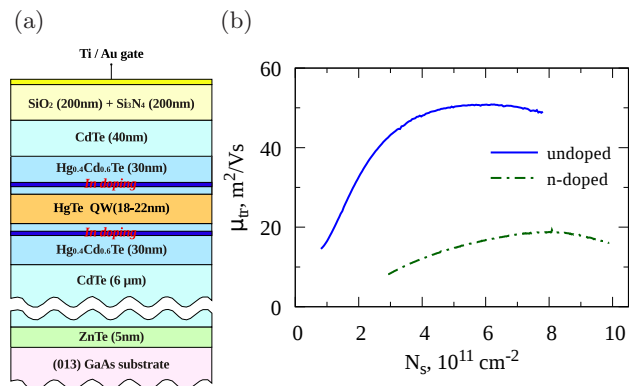 (a)
Ti / Au gate
SiO₂ (200nm) + Si₃N₄ (200nm)
CdTe (40nm)
Hg₀.₄Cd₀.₆Te (30nm)
In doping
HgTe QW(18-22nm)
In doping
Hg₀.₄Cd₀.₆Te (30nm)
CdTe (6 μm)
ZnTe (5nm)
(013) GaAs substrate
(b)
60
40
20
0
μtr, m²/Vs
undoped
n-doped
0 2 4 6 8 10
Nₛ, 10¹¹ cm⁻²